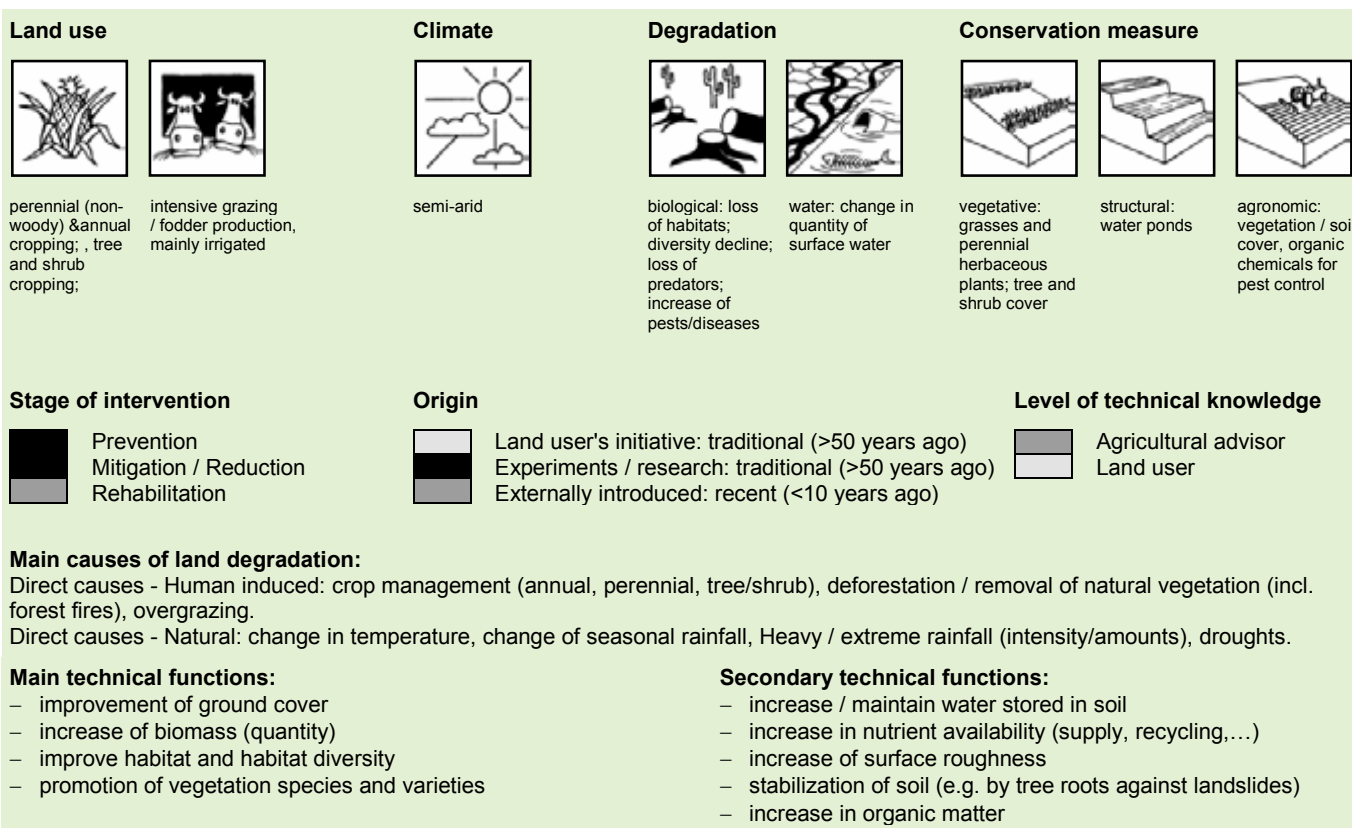 Land use
Climate
Degradation
Conservation measure
perennial (non-
woody) &annual
cropping; , tree
and shrub
cropping;
intensive grazing
/ fodder production,
mainly irrigated
semi-arid
biological: loss
of habitats;
diversity decline;
loss of
predators;
increase of
pests/diseases
water: change in
quantity of
surface water
vegetative:
grasses and
perennial
herbaceous
plants; tree and
shrub cover
structural:
water ponds
agronomic:
vegetation / soi
cover, organic
chemicals for
pest control
Stage of intervention
Prevention
Mitigation / Reduction
Rehabilitation
Origin
Land user's initiative: traditional (>50 years ago)
Experiments / research: traditional (>50 years ago)
Externally introduced: recent (<10 years ago)
Level of technical knowledge
Agricultural advisor
Land user
Main causes of land degradation:
Direct causes - Human induced: crop management (annual, perennial, tree/shrub), deforestation / removal of natural vegetation (incl.
forest fires), overgrazing.
Direct causes - Natural: change in temperature, change of seasonal rainfall, Heavy / extreme rainfall (intensity/amounts), droughts.
Main technical functions:
– improvement of ground cover
– increase of biomass (quantity)
– improve habitat and habitat diversity
– promotion of vegetation species and varieties
Secondary technical functions:
– increase / maintain water stored in soil
– increase in nutrient availability (supply, recycling,…)
– increase of surface roughness
– stabilization of soil (e.g. by tree roots against landslides)
– increase in organic matter